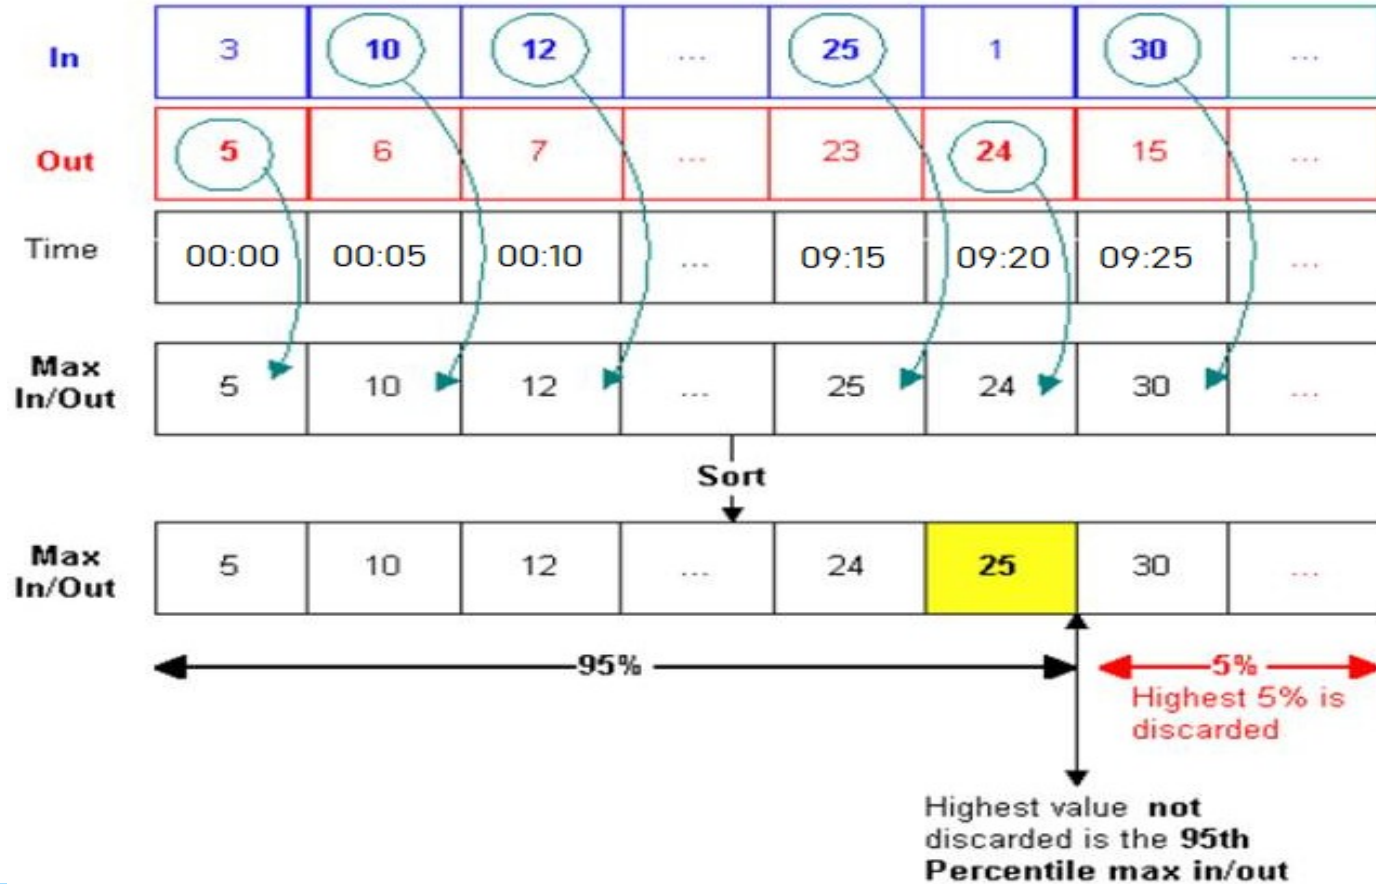 In 3 10 12 ... 25 1 30 ...
Out 5 6 7 ... 23 24 15 ...
Time 00:00 00:05 00:10 ... 09:15 09:20 09:25 ...
Max
In/Out 5 10 12 ... 25 24 30 ...
Sort
Max
In/Out 5 10 12 ... 24 25 30 ...
95% 5%
Highest 5% is
discarded
Highest value not
discarded is the 95th
Percentile max in/out